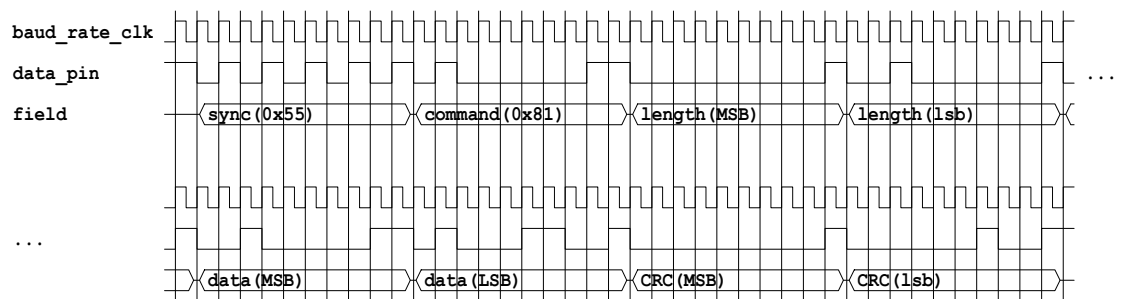 baud_rate_clk
data_pin ...
field sync(0x55) command(0x81) length(MSB) length(lsb)
...
data(MSB) data(LSB) CRC(MSB) CRC(lsb)